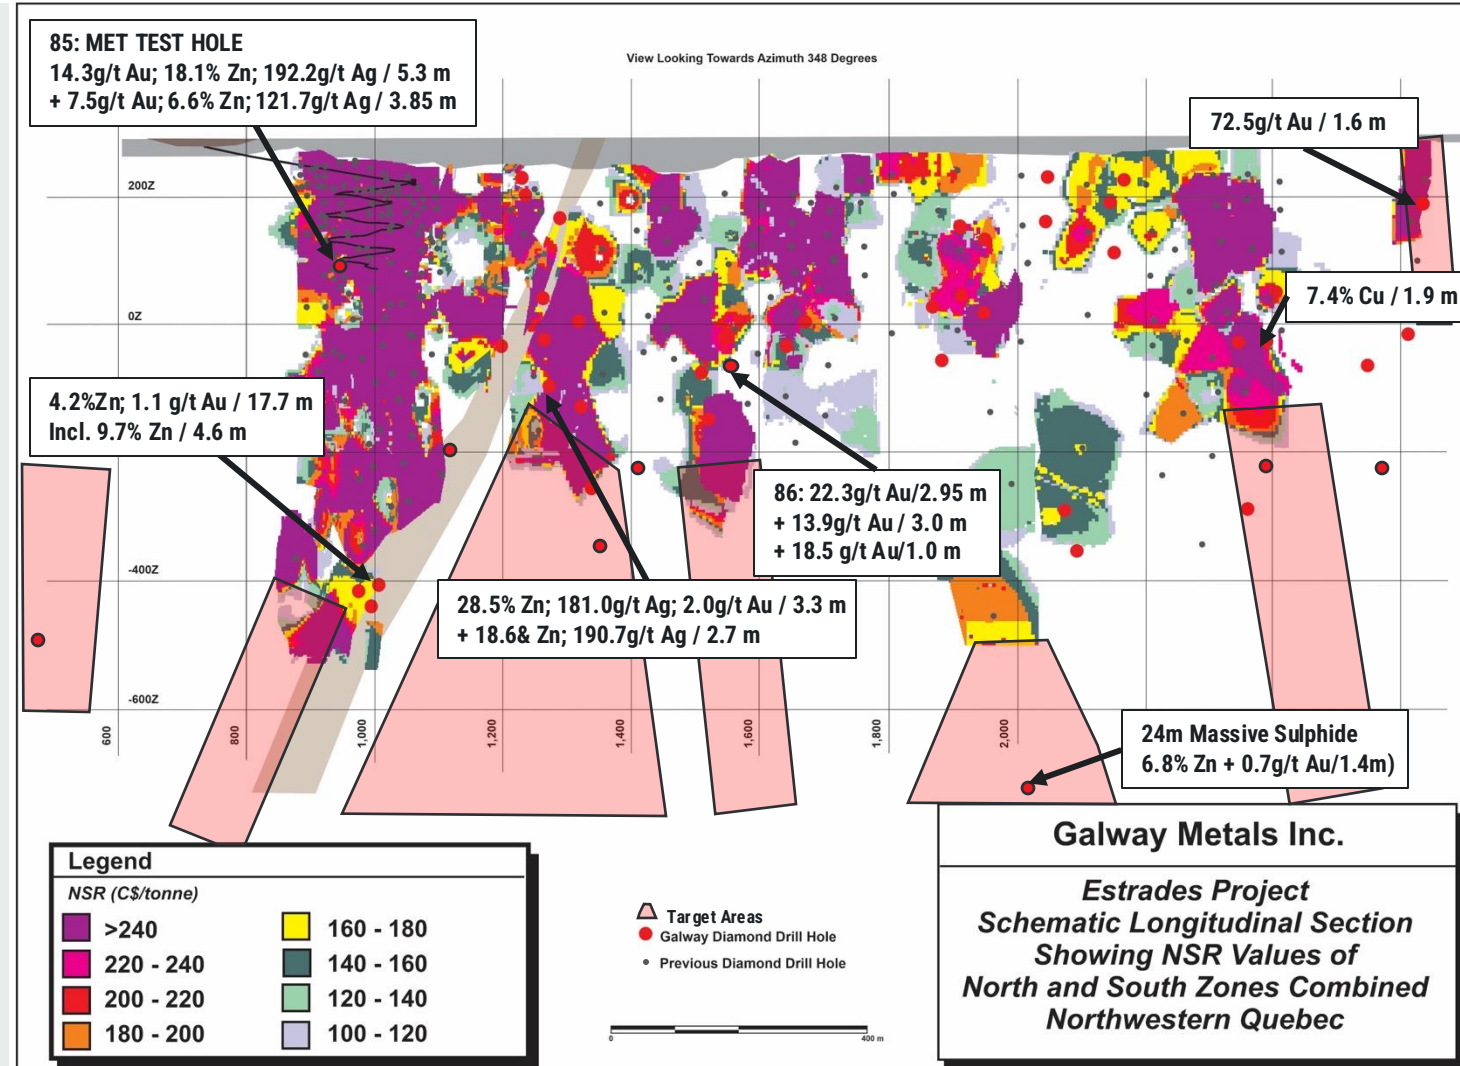 View Looking Towards Azimuth 348 Degrees
85: MET TEST HOLE
14.3g/t Au; 18.1% Zn; 192.2g/t Ag / 5.3 m
+ 7.5g/t Au; 6.6% Zn; 121.7g/t Ag / 3.85 m
72.5g/t Au / 1.6 m
7.4% Cu / 1.9 m
4.2%Zn; 1.1 g/t Au / 17.7 m
Incl. 9.7% Zn / 4.6 m
86: 22.3g/t Au/2.95 m
+ 13.9g/t Au / 3.0 m
+ 18.5 g/t Au/1.0 m
28.5% Zn; 181.0g/t Ag; 2.0g/t Au / 3.3 m
+ 18.6& Zn; 190.7g/t Ag / 2.7 m
24m Massive Sulphide
6.8% Zn + 0.7g/t Au/1.4m)
200Z
0Z
-400Z
-600Z
600
800
1,000
1,200
1,400
1,600
1,800
2,000
Legend
NSR (C$/tonne)
>240
220 - 240
200 - 220
180 - 200
160 - 180
140 - 160
120 - 140
100 - 120
Target Areas
Galway Diamond Drill Hole
Previous Diamond Drill Hole
0
400 m
Galway Metals Inc.
Estrades Project
Schematic Longitudinal Section
Showing NSR Values of
North and South Zones Combined
Northwestern Quebec